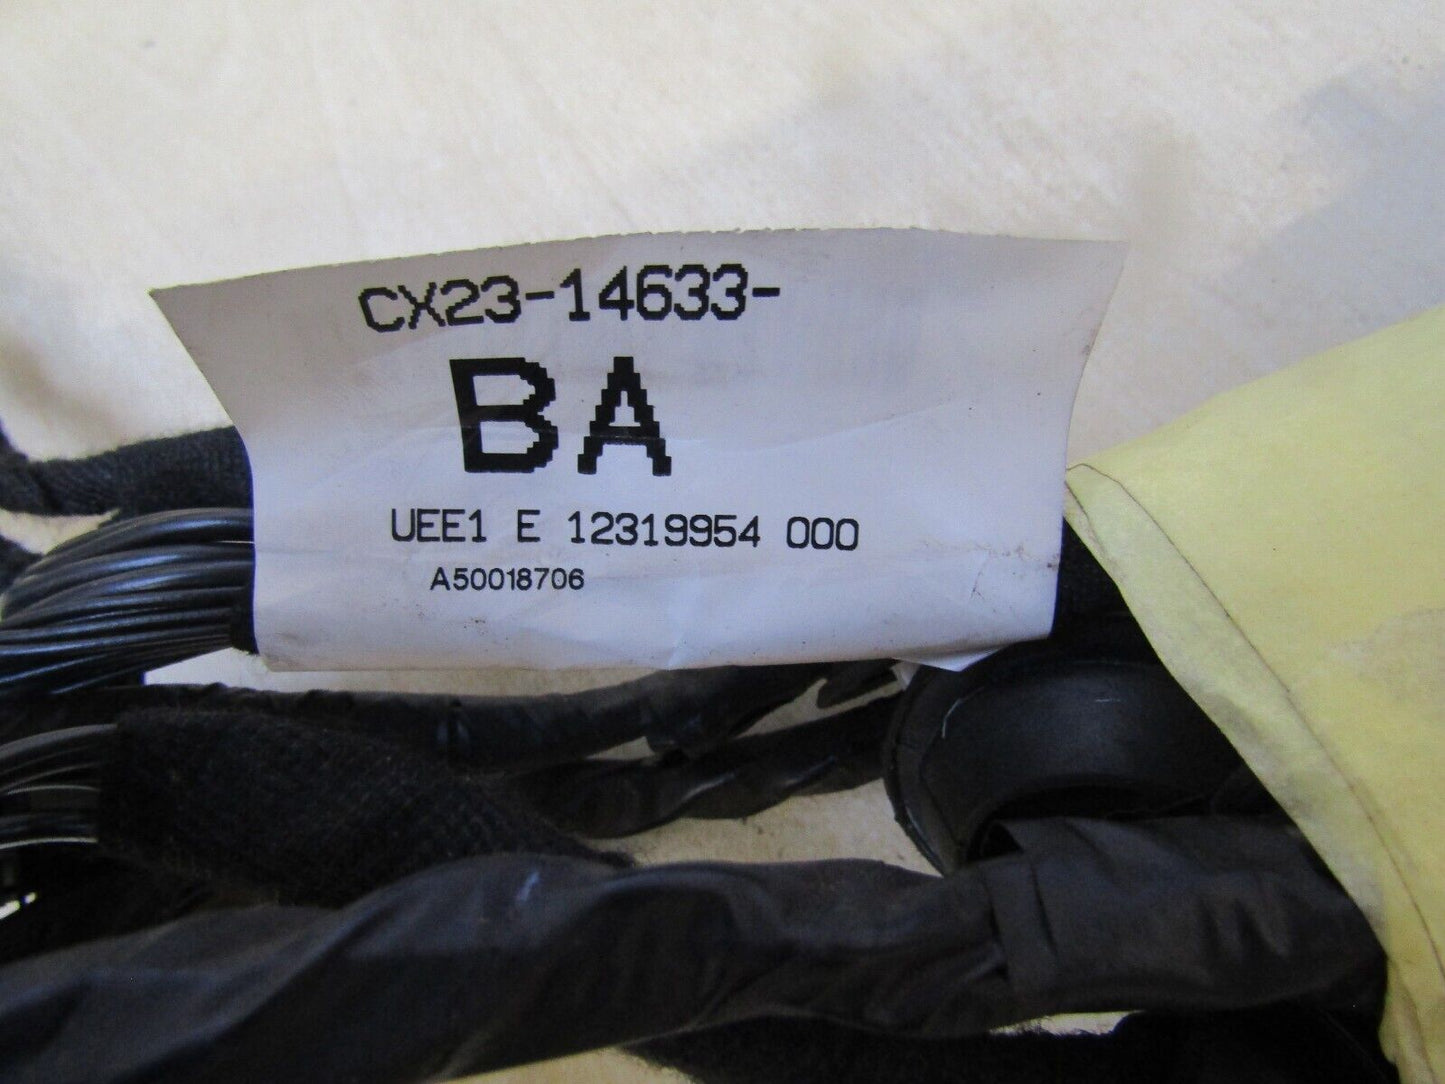 CX23-14633-
BA
UEE1 E 12319954 000
A50018706